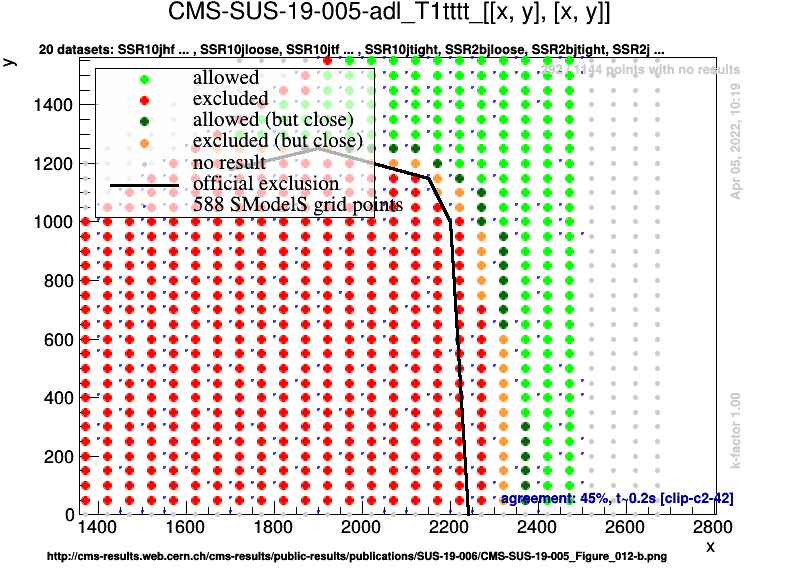 CMS-SUS-19-005-adl_T1tttt_[[x, y], [x, y]]
20 datasets: SSR10jhf ... , SSR10jloose, SSR10jtf ... , SSR10jtight, SSR2bjloose, SSR2bjtight, SSR2j ...
y
292 / 1144 points with no results
allowed
excluded
allowed (but close)
excluded (but close)
no result
official exclusion
588 SModelS grid points
Apr 05, 2022, 10:19
k-factor 1.00
1400
1200
1000
800
600
400
200
0
agreement: 45%, t~0.2s [clip-c2-42]
1400 1600 1800 2000 2200 2400 2600 2800
x
http://cms-results.web.cern.ch/cms-results/public-results/publications/SUS-19-006/CMS-SUS-19-005_Figure_012-b.png